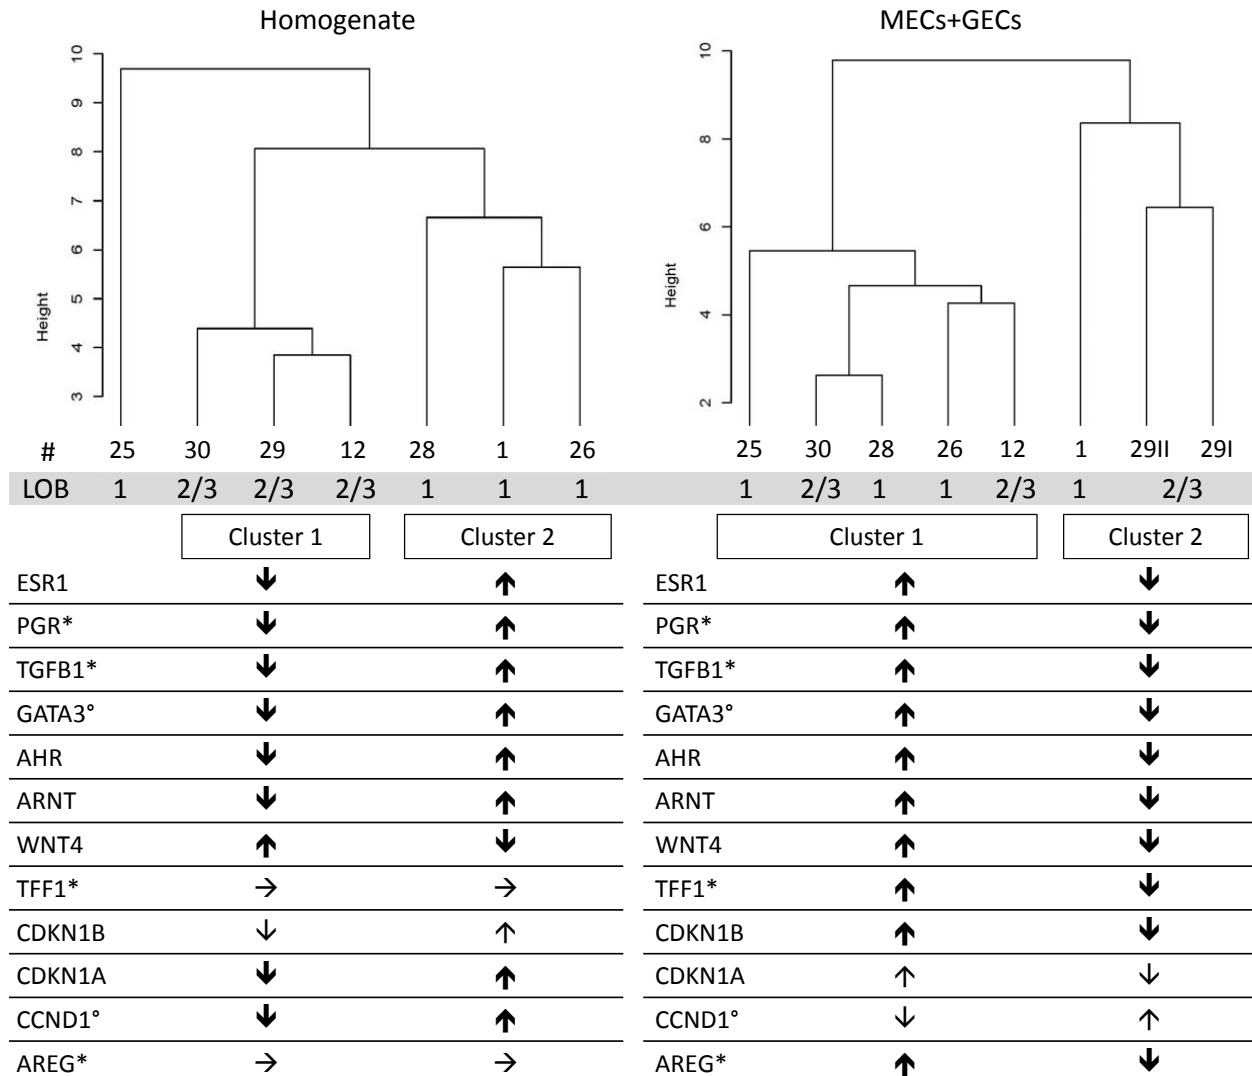 Homogenate MECs+GECs
10
9
8
7
6
5
4
3
Height
10
8
6
4
2
Height
# 25 30 29 12 28 1 26 25 30 28 26 12 1 29II 29I
LOB 1 2/3 2/3 2/3 1 1 1 1 2/3 1 1 2/3 1 2/3
Cluster 1 Cluster 2 Cluster 1 Cluster 2
ESR1 ↓ ↑ ESR1 ↑ ↓
PGR* ↓ ↑ PGR* ↑ ↓
TGFB1* ↓ ↑ TGFB1* ↑ ↓
GATA3° ↓ ↑ GATA3° ↑ ↓
AHR ↓ ↑ AHR ↑ ↓
ARNT ↓ ↑ ARNT ↑ ↓
WNT4 ↑ ↓ WNT4 ↑ ↓
TFF1* → → TFF1* ↑ ↓
CDKN1B ↓ ↑ CDKN1B ↑ ↓
CDKN1A ↓ ↑ CDKN1A ↑ ↓
CCND1° ↓ ↑ CCND1° ↓ ↑
AREG* → → AREG* ↑ ↓